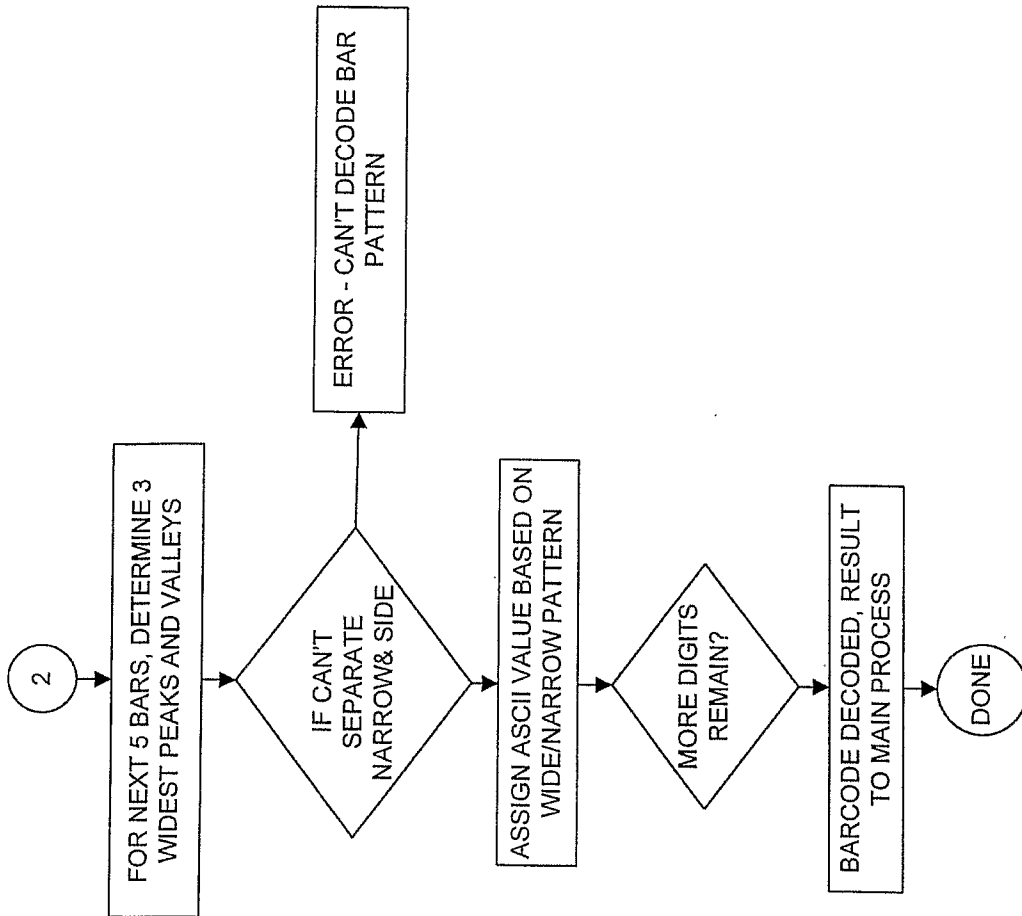 2
FOR NEXT 5 BARS, DETERMINE 3
WIDEST PEAKS AND VALLEYS
IF CAN'T
SEPARATE
NARROW& SIDE
ERROR - CAN'T DECODE BAR
PATTERN
ASSIGN ASCII VALUE BASED ON
WIDE/NARROW PATTERN
MORE DIGITS
REMAIN?
BARCODE DECODED, RESULT
TO MAIN PROCESS
DONE